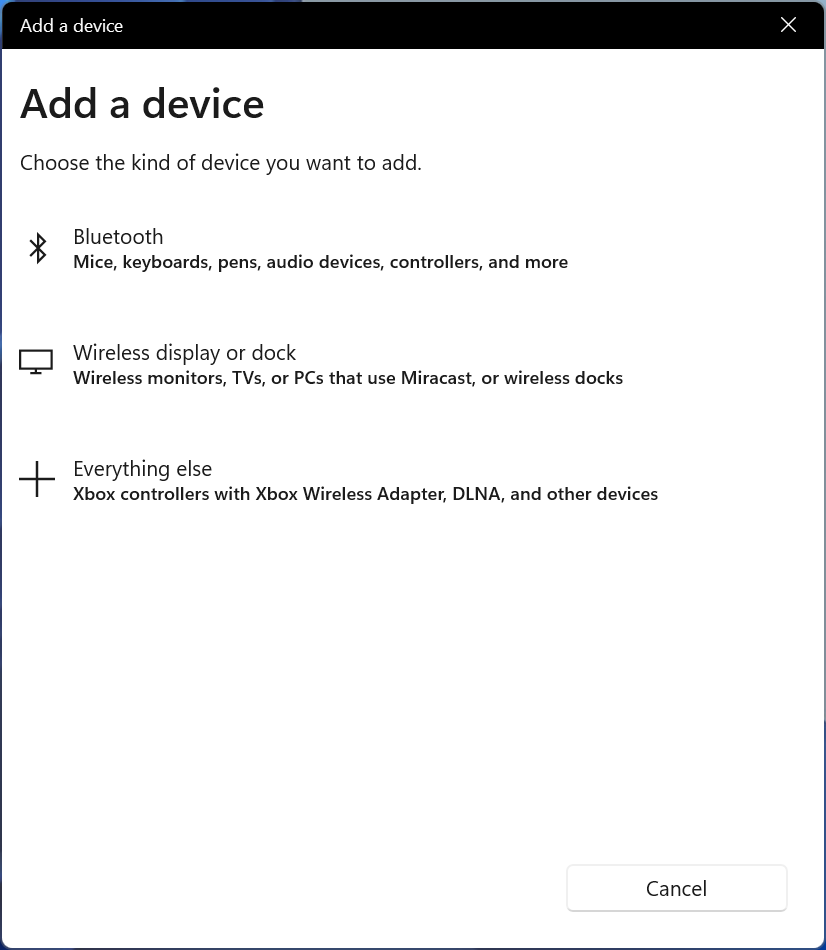 Add a device
Add a device
Choose the kind of device you want to add.
Bluetooth
Mice, keyboards, pens, audio devices, controllers, and more
Wireless display or dock
Wireless monitors, TVs, or PCs that use Miracast, or wireless docks
Everything else
Xbox controllers with Xbox Wireless Adapter, DLNA, and other devices
Cancel